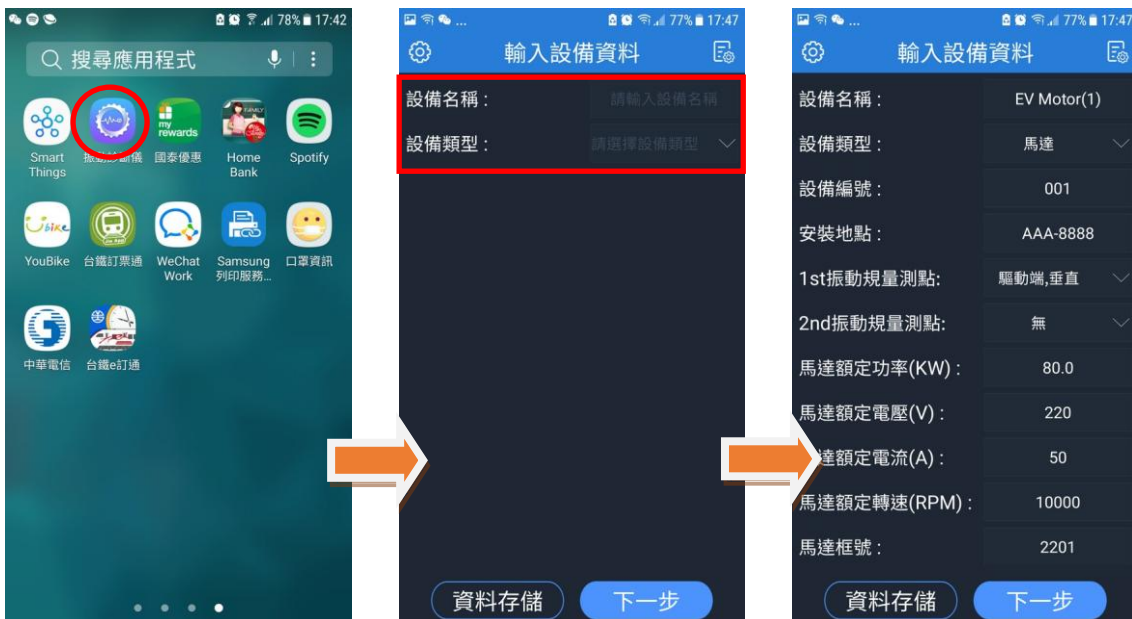 78% 17:42
搜尋應用程式
my
rewards
FAMILY
Smart
Things
振動診斷儀
國泰優惠
Home
Bank
Spotify
Ubike
YouBike
台鐵訂票通
WeChat
Work
Samsung
列印服務...
口罩資訊
中華電信
台鐵e訂通
... 77% 17:47
輸入設備資料
設備名稱 : 請輸入設備名稱
設備類型 : 請選擇設備類型
資料存儲 下一步
... 77% 17:47
輸入設備資料
設備名稱 : EV Motor(1)
設備類型 : 馬達
設備編號 : 001
安裝地點 : AAA-8888
1st振動規量測點: 驅動端,垂直
2nd振動規量測點: 無
馬達額定功率(KW) : 80.0
馬達額定電壓(V) : 220
達額定電流(A) : 50
馬達額定轉速(RPM) : 10000
馬達框號 : 2201
資料存儲 下一步